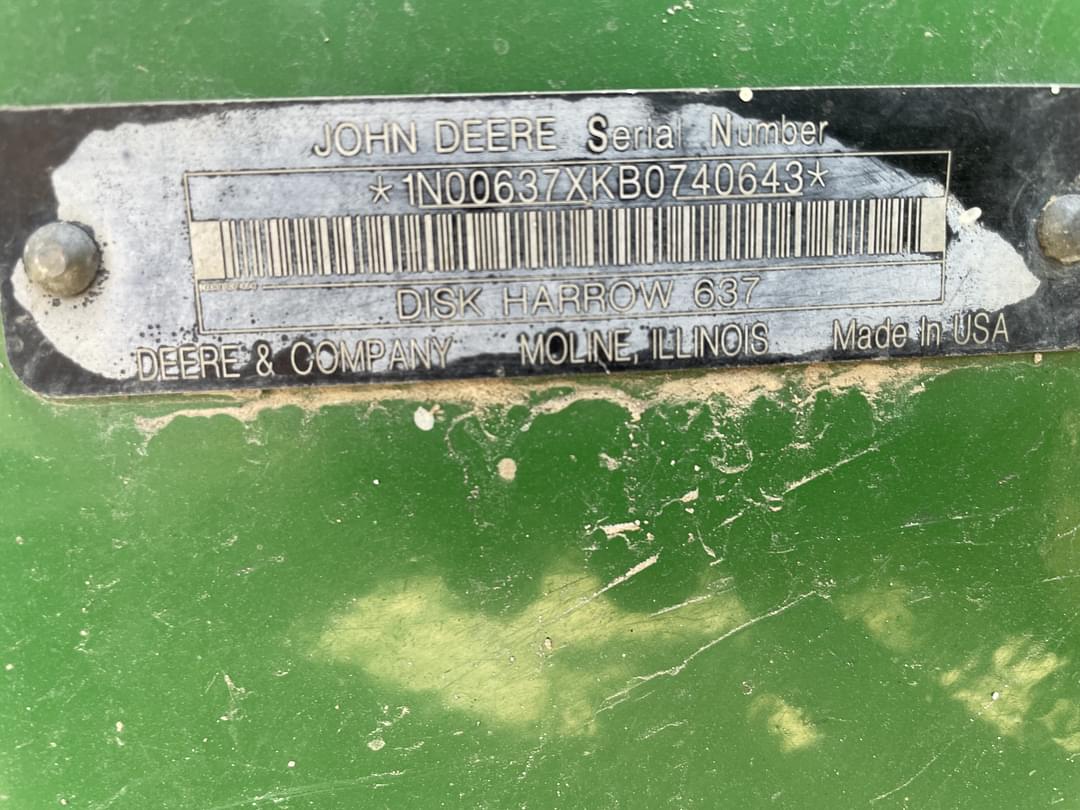 JOHN DEERE Serial Number
*1N00637XKB0740643*
DISK HARROW 637
DEERE & COMPANY MOLINE, ILLINOIS Made In USA